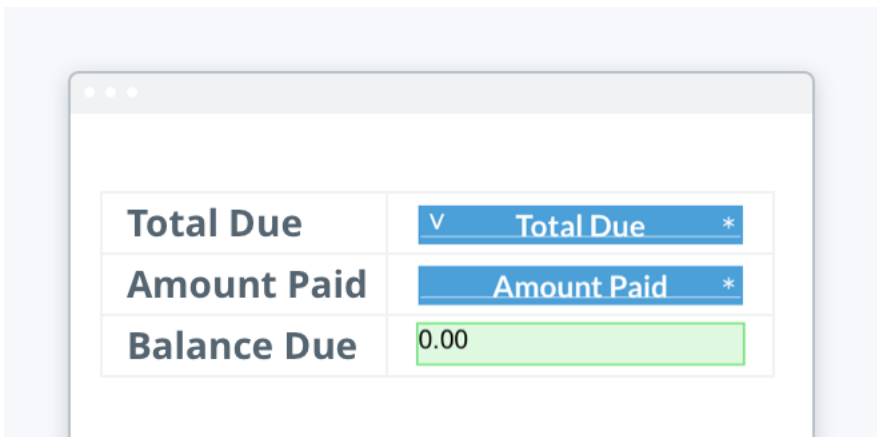 Total Due V Total Due *
Amount Paid Amount Paid *
Balance Due 0.00